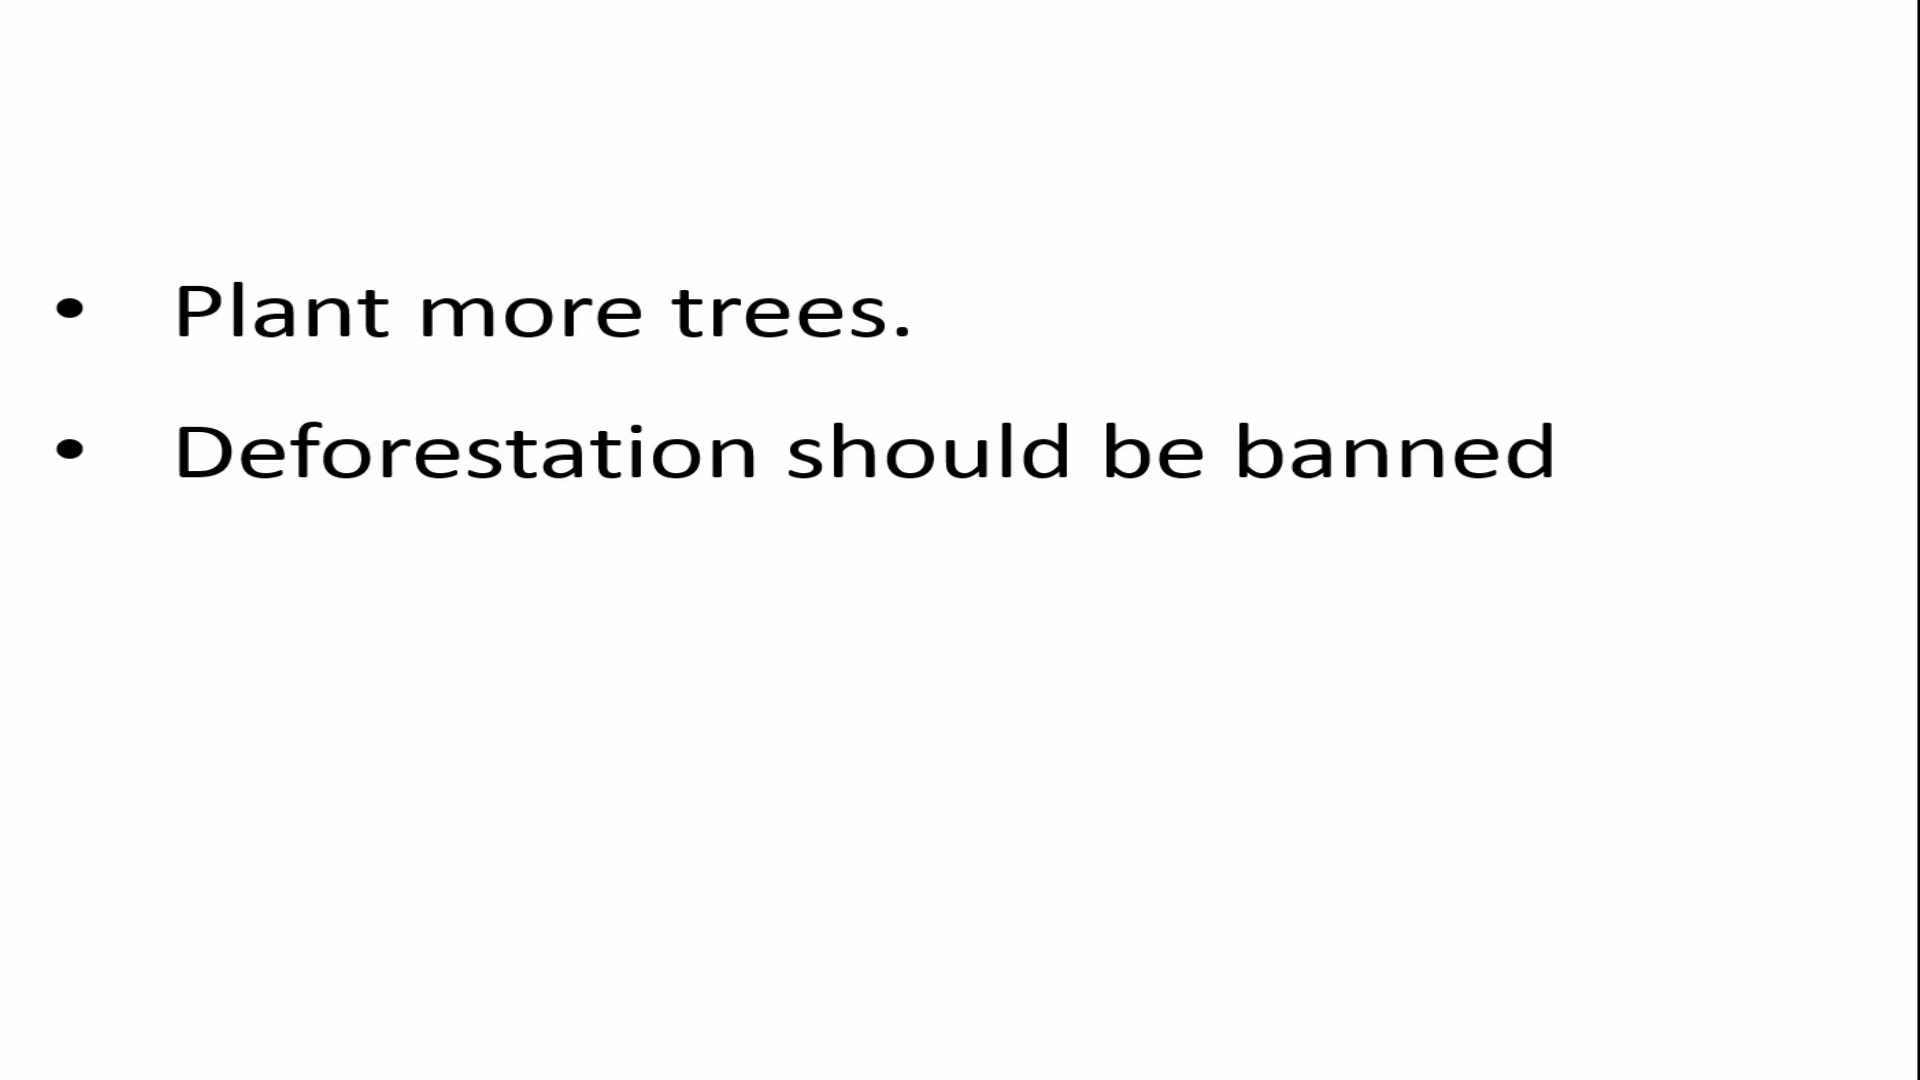 • Plant more trees.
• Deforestation should be banned